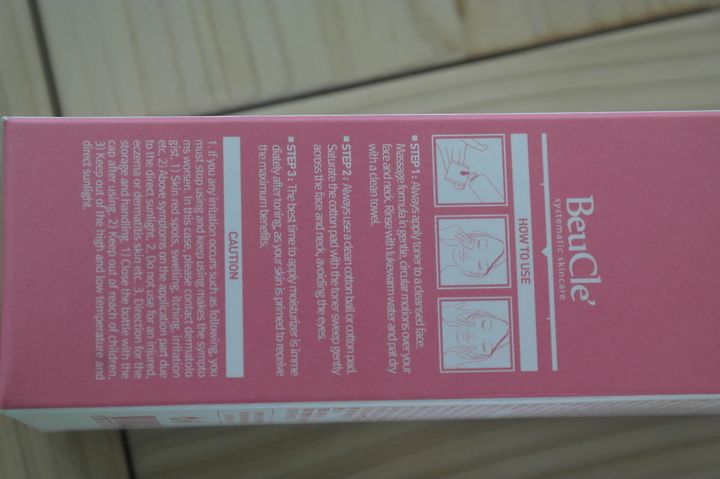 BeuCle'
systematic skincare
HOW TO USE
■ STEP 1 : Always apply toner to a cleansed face.
Massage formula in gentle, circular motions over your
face and neck. Rinse with lukewarm water and pat dry
with a clean towel.
■ STEP 2 : Always use a clean cotton ball or cotton pad.
Saturate the cotton pad with the toner sweep gently
across the face and neck, avoiding the eyes.
■ STEP 3 : The best time to apply moisturizer is imme
diately after toning, as your skin is primed to receive
the maximum benefits.
CAUTION
1. If you any irritation occurs such as following, you
must stop using and keep using makes the sympto
ms worsen. In this case, please contact dermatolo
gist. 1) Skin red spots, swelling, itching, irritation
etc. 2) Above symptoms on the application part due
to the direct sunlight. 2. Do not use for an injured,
eczema or dermatitis skin etc. 3. Direction for the
storage and handling. 1) Close the bottle with the
cap after using. 2) Keep out of reach of children.
3) Keep out of the high and low temperature and
direct sunlight.